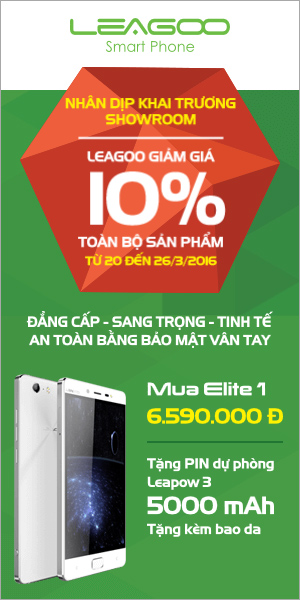 LEAGOO
Smart Phone
NHÂN DỊP KHAI TRƯƠNG
SHOWROOM
LEAGOO GIẢM GIÁ
10%
TOÀN BỘ SẢN PHẨM
TỪ 20 ĐẾN 26/3/2016
ĐẲNG CẤP - SANG TRỌNG - TINH TẾ
AN TOÀN BẰNG BẢO MẬT VÂN TAY
Mua Elite 1
6.590.000 Đ
Tặng PIN dự phòng
Leapow 3
5000 mAh
Tặng kèm bao da